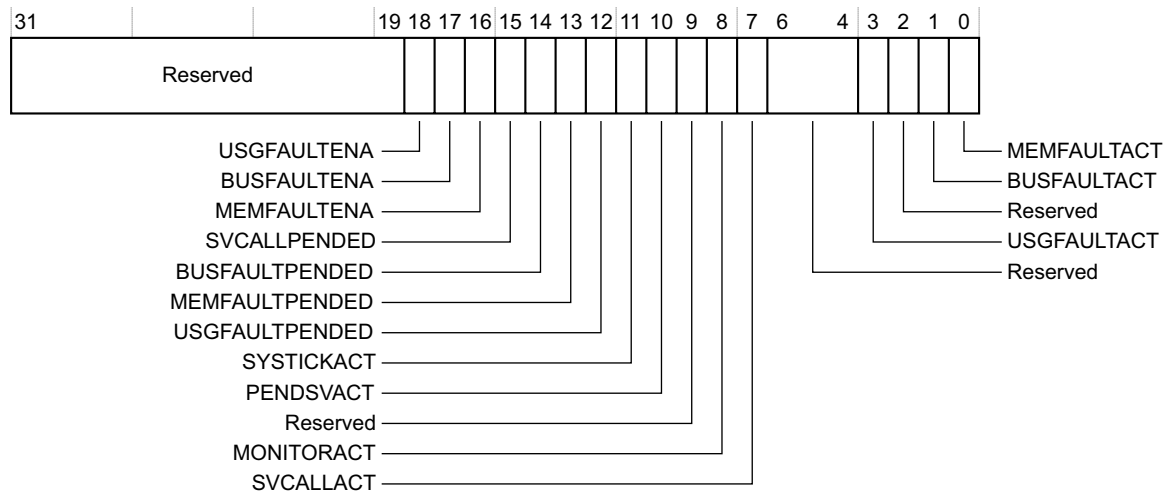 31 19 18 17 16 15 14 13 12 11 10 9 8 7 6 4 3 2 1 0
Reserved
USGFAULTENA MEMFAULTACT
BUSFAULTENA BUSFAULTACT
MEMFAULTENA Reserved
SVCALLPENDED USGFAULTACT
BUSFAULTPENDED Reserved
MEMFAULTPENDED
USGFAULTPENDED
SYSTICKACT
PENDSVACT
Reserved
MONITORACT
SVCALLACT